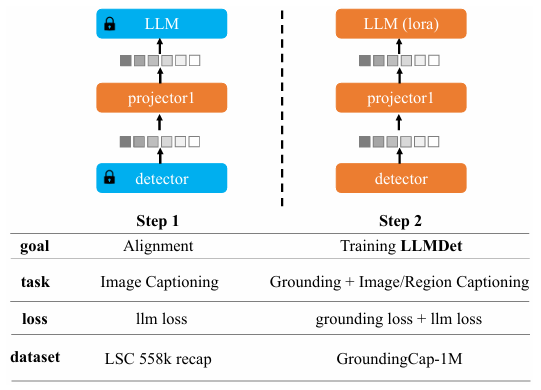 LLM LLM (lora)
projector1 projector1
detector detector
Step 1 Step 2
goal Alignment Training LLMDet
task Image Captioning Grounding + Image/Region Captioning
loss llm loss grounding loss + llm loss
dataset LSC 558k recap GroundingCap-1M